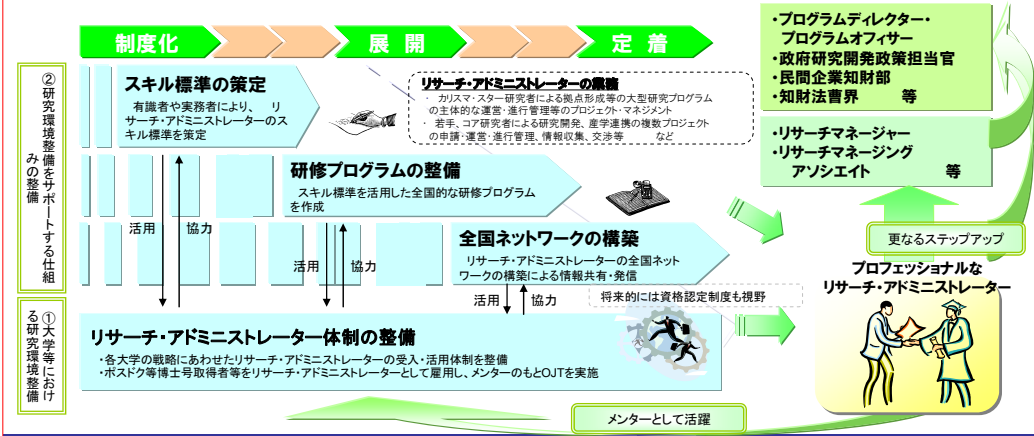 制度化
展 開
定 着
②研究環境整備をサポートする仕組
みの整備
スキル標準の策定
有識者や実務者により、 リ
サーチ・アドミニストレーターのス
キル標準を策定
リサーチ・アドミニストレーターの業務
・ カリスマ・スター研究者による拠点形成等の大型研究プログラム
の主体的な運営・進行管理等のプロジェクト・マネジメント
若手、コア研究者による研究開発、産学連携の複数プロジェクト
の申請・運営・進行管理、情報収集、交渉等 など
研修プログラムの整備
スキル標準を活用した全国的な研修プログラム
を作成
活用
協力
全国ネットワークの構築
リサーチ・アドミニストレーターの全国ネット
ワークの構築による情報共有・発信
活用
協力
活用
協力
将来的には資格認定制度も視野
①大学等におけ
る研究環境整備
リサーチ・アドミニストレーター体制の整備
・各大学の戦略にあわせたリサーチ・アドミニストレーターの受入・活用体制を整備
・ポスドク等博士号取得者等をリサーチ・アドミニストレーターとして雇用し、メンターのもとOJTを実施
・プログラムディレクター・
プログラムオフィサー
・政府研究開発政策担当官
・民間企業知財部
・知財法曹界 等
・リサーチマネージャー
・リサーチマネージング
アソシエイト 等
更なるステップアップ
プロフェッショナルな
リサーチ・アドミニストレーター
メンターとして活躍